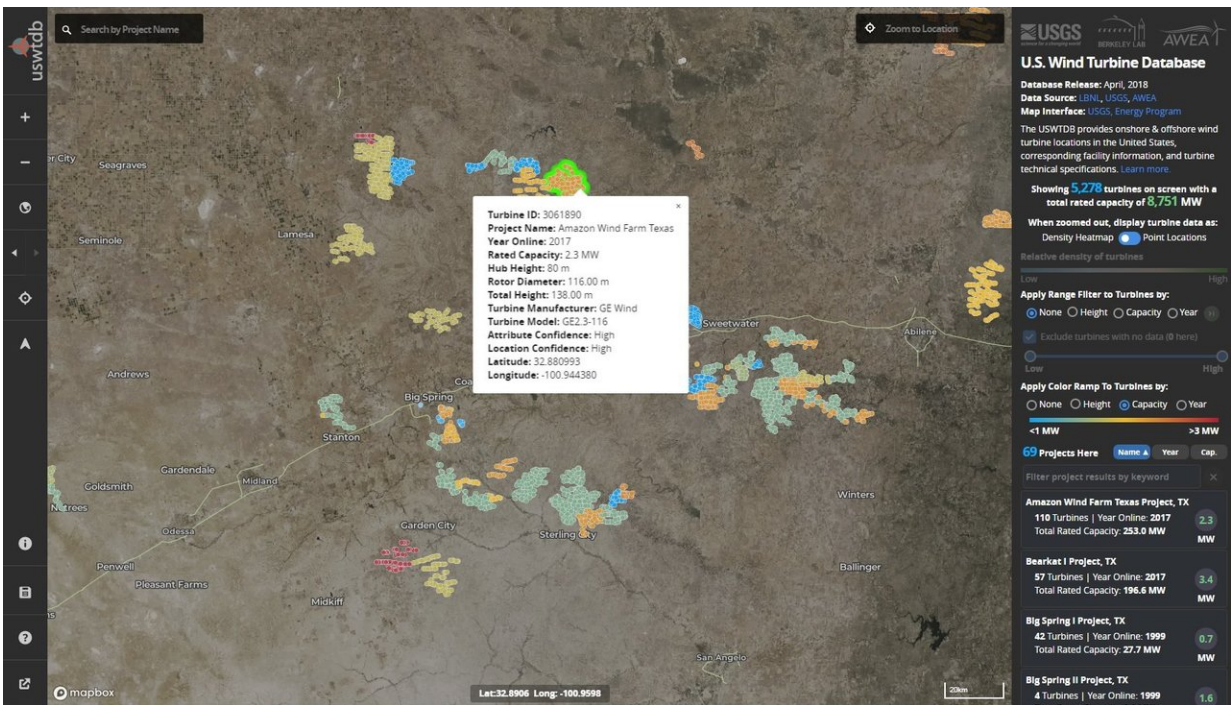 uswtdb
Search by Project Name
Zoom to Location
Seagraves
Seminole
Lamesa
Andrews
Big Spring
Stanton
Gardendale
Midland
Goldsmith
Odessa
Penwell
Pleasant Farms
Garden City
Sterling City
Midkiff
Sweetwater
Abilene
Winters
Ballinger
San Angelo
Turbine ID: 3061890
Project Name: Amazon Wind Farm Texas
Year Online: 2017
Rated Capacity: 2.3 MW
Hub Height: 80 m
Rotor Diameter: 116.00 m
Total Height: 138.00 m
Turbine Manufacturer: GE Wind
Turbine Model: GE2.3-116
Attribute Confidence: High
Location Confidence: High
Latitude: 32.880993
Longitude: -100.944380
mapbox
Lat:32.8906 Long: -100.9598
20km
USGS
BERKELEY LAB
AWEA
U.S. Wind Turbine Database
Database Release: April, 2018
Data Source: LBNL, USGS, AWEA
Map Interface: USGS, Energy Program
The USWTDB provides onshore & offshore wind
turbine locations in the United States,
corresponding facility information, and turbine
technical specifications. Learn more.
Showing 5,278 turbines on screen with a
total rated capacity of 8,751 MW
When zoomed out, display turbine data as:
Density Heatmap Point Locations
Relative density of turbines
Low High
Apply Range Filter to Turbines by:
None Height Capacity Year
Exclude turbines with no data (0 here)
Low High
Apply Color Ramp To Turbines by:
None Height Capacity Year
<1 MW >3 MW
69 Projects Here Name Year Cap.
Filter project results by keyword
Amazon Wind Farm Texas Project, TX
110 Turbines | Year Online: 2017
Total Rated Capacity: 253.0 MW
2.3
MW
Bearkat I Project, TX
57 Turbines | Year Online: 2017
Total Rated Capacity: 196.6 MW
3.4
MW
Big Spring I Project, TX
42 Turbines | Year Online: 1999
Total Rated Capacity: 27.7 MW
0.7
MW
Big Spring II Project, TX
4 Turbines | Year Online: 1999
1.6